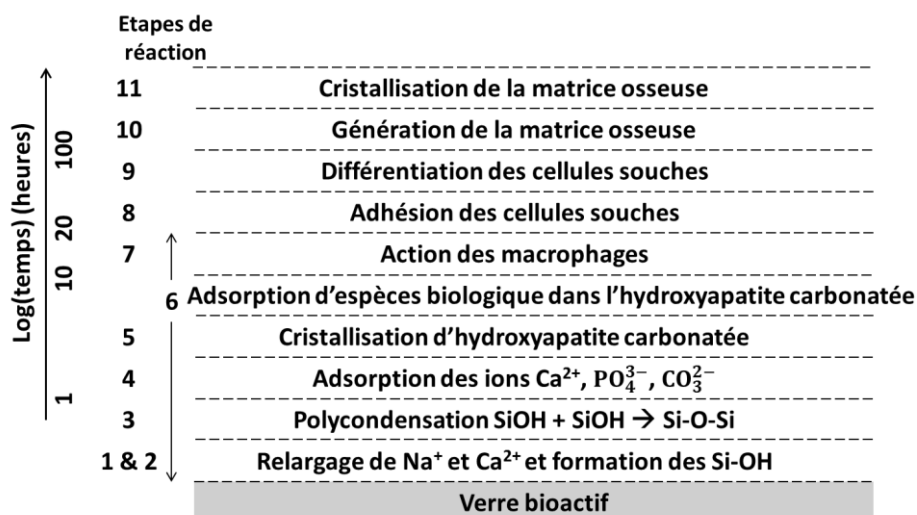 Etapes de
réaction
11 Cristallisation de la matrice osseuse
10 Génération de la matrice osseuse
9 Différentiation des cellules souches
8 Adhésion des cellules souches
7 Action des macrophages
6 Adsorption d'espèces biologique dans l'hydroxyapatite carbonatée
5 Cristallisation d'hydroxyapatite carbonatée
4 Adsorption des ions Ca²⁺, PO₄³⁻, CO₃²⁻
3 Polycondensation SiOH + SiOH → Si-O-Si
1 & 2 Relargage de Na⁺ et Ca²⁺ et formation des Si-OH
Verre bioactif
Log(temps) (heures)
1 10 20 100